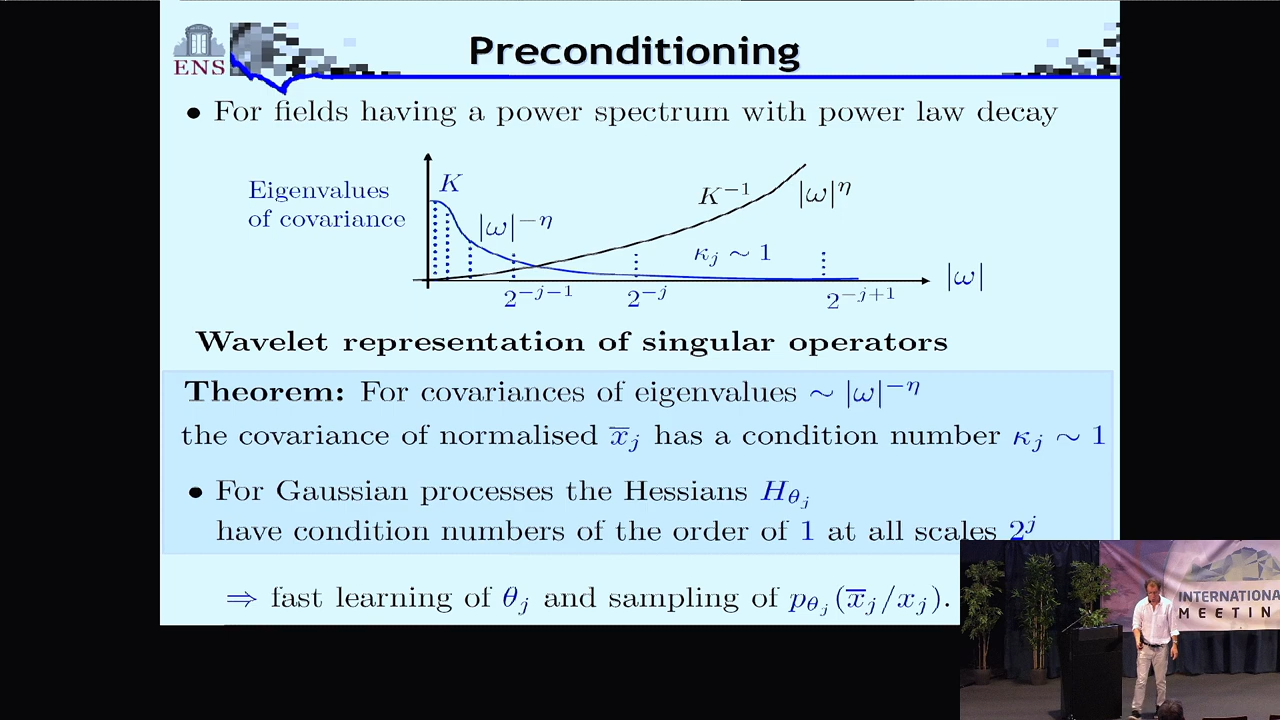 ENS
Preconditioning
• For fields having a power spectrum with power law decay
Eigenvalues
of covariance
K
|ω|^{-η}
K^{-1}
|ω|^η
κ_j ∼ 1
2^{-j-1}
2^{-j}
2^{-j+1}
|ω|
Wavelet representation of singular operators
Theorem: For covariances of eigenvalues ∼ |ω|^{-η}
the covariance of normalised x̅_j has a condition number κ_j ∼ 1
• For Gaussian processes the Hessians H_{θ_j}
have condition numbers of the order of 1 at all scales 2^j
⇒ fast learning of θ_j and sampling of p_{θ_j}(x̅_j/x_j).
INTERNATIONA
MEETIN